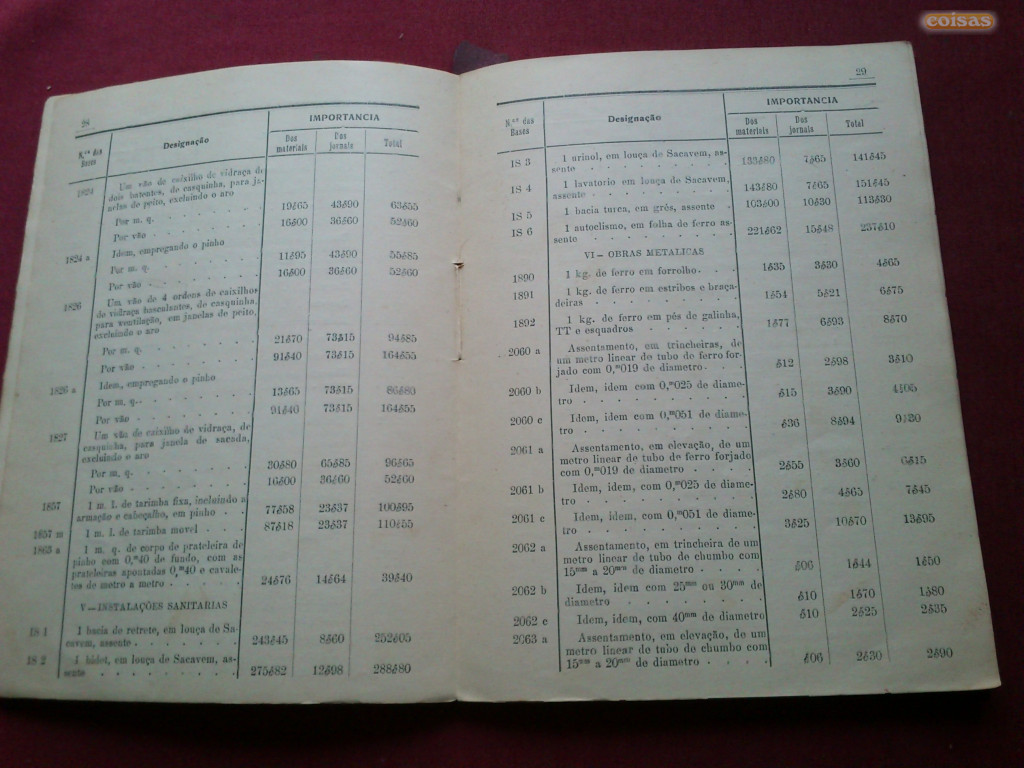 coisas
28
N.os das Bases
Designação
IMPORTANCIA
Dos materiais
Dos jornais
Total
1824
Um vão de caixilho de vidraça de
dois batentes, de casquinha, para ja-
nelas de peito, excluindo o aro
Por m. q. 19$65 43$90 63$55
Por vão 16$00 36$60 52$60
1824 a Idem, empregando o pinho
Por m. q. 11$95 43$90 55$85
Por vão 16$00 36$60 52$60
1826
Um vão de 4 ordens de caixilhos
de vidraça basculantes, de casquinha,
para ventilação, em janelas de peito,
excluindo o aro
Por m. q. 21$70 73$15 94$85
Por vão 91$40 73$15 164$55
1826 a Idem, empregando o pinho
Por m. q. 13$65 73$15 86$80
Por vão 91$40 73$15 164$55
1827
Um vão de caixilho de vidraça, de
casquinha, para janela de sacada,
excluindo o aro
Por m. q. 30$80 65$85 96$65
Por vão 16$00 36$60 52$60
1857 1 m. l. de tarimba fixa, incluindo a
armação e cabeçalho, em pinho 77$58 23$37 100$95
1857 m 1 m. l. de tarimba movel 87$18 23$37 110$55
1863 a 1 m. q. de corpo de prateleira de
pinho com 0,m40 de fundo, com as
prateleiras apontadas 0,m40 e cavale-
tes de metro a metro 24$76 14$64 39$40
V — INSTALAÇÕES SANITARIAS
IS 1 1 bacia de retrete, em louça de Sa-
cavem, assente 243$45 8$60 252$05
IS 2 1 bidet, em louça de Sacavem, as-
sente 275$82 12$98 288$80
29
N.os das Bases
Designação
IMPORTANCIA
Dos materiais
Dos jornais
Total
IS 3 1 urinol, em louça de Sacavem, as-
sente 133$80 7$65 141$45
IS 4 1 lavatorio em louça de Sacavem,
assente 143$80 7$65 151$45
IS 5 1 bacia turca, em grés, assente 103$00 10$30 113$30
IS 6 1 autoclismo, em folha de ferro as-
sente 221$62 15$48 237$10
VI — OBRAS METALICAS
1890 1 kg. de ferro em forrolho 1$35 3$30 4$65
1891 1 kg. de ferro em estribos e braça-
deiras 1$54 5$21 6$75
1892 1 kg. de ferro em pés de galinha,
TT e esquadros 1$77 6$93 8$70
2060 a Assentamento, em trincheiras, de
um metro linear de tubo de ferro for-
jado com 0,m019 de diametro $12 2$98 3$10
2060 b Idem, idem com 0,m025 de diame-
tro $15 3$90 4$05
2060 c Idem, idem com 0,m051 de diame-
tro $36 8$94 9$30
2061 a Assentamento, em elevação, de um
metro linear de tubo de ferro forjado
com 0,m019 de diametro 2$55 3$60 6$15
2061 b Idem, idem, com 0,m025 de diame-
tro 2$80 4$65 7$45
2061 c Idem, idem, com 0,m051 de diame-
tro 3$25 10$70 13$95
2062 a Assentamento, em trincheira de um
metro linear de tubo de chumbo com
15mm a 20mm de diametro $06 1$44 1$50
2062 b Idem, idem com 25mm ou 30mm de
diametro $10 1$70 1$80
2062 c Idem, idem, com 40mm de diametro $10 2$25 2$35
2063 a Assentamento, em elevação, de um
metro linear de tubo de chumbo com
15mm a 20mm de diametro $06 2$30 2$90